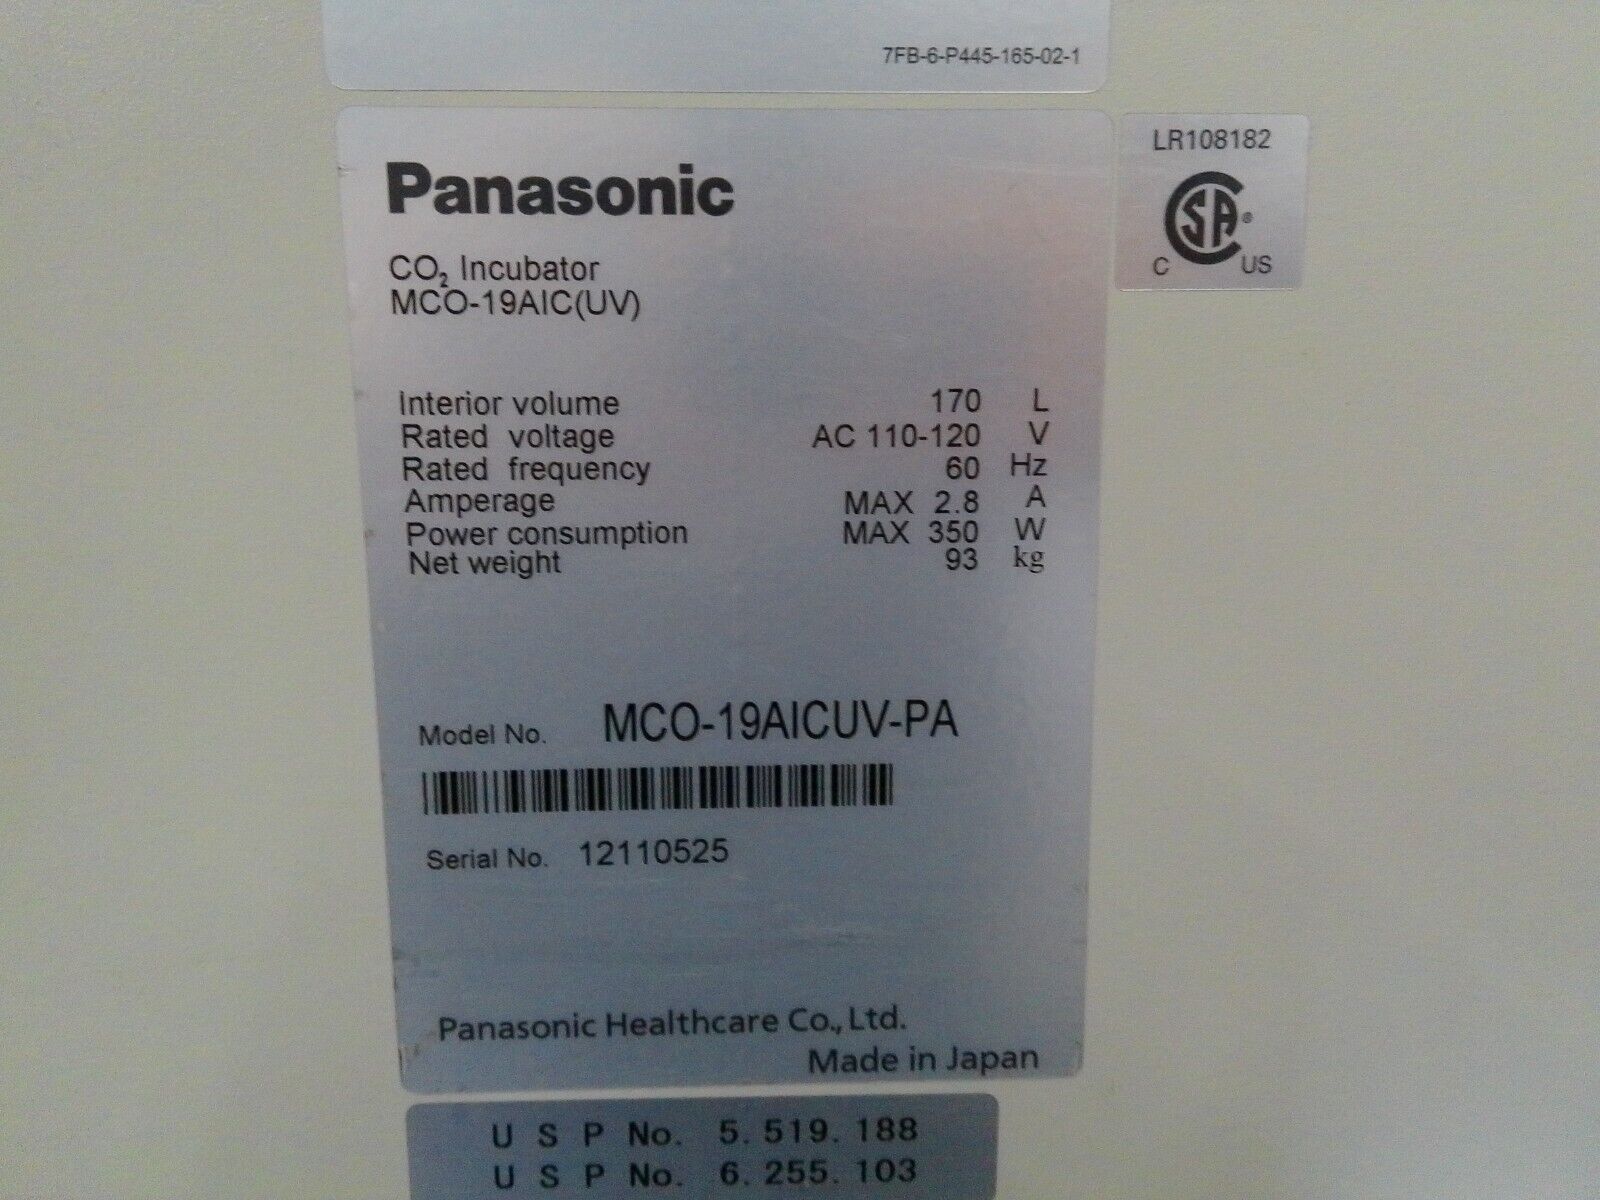 7FB-6-P445-165-02-1
Panasonic
CO₂ Incubator
MCO-19AIC(UV)
Interior volume 170 L
Rated voltage AC 110-120 V
Rated frequency 60 Hz
Amperage MAX 2.8 A
Power consumption MAX 350 W
Net weight 93 kg
Model No. MCO-19AICUV-PA
Serial No. 12110525
Panasonic Healthcare Co., Ltd.
Made in Japan
LR108182
CSA®
C US
U S P No. 5. 519. 188
U S P No. 6. 255. 103